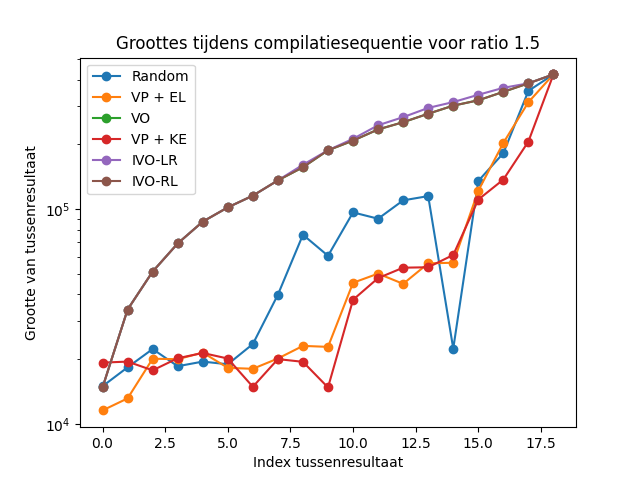 Groottes tijdens compilatiesequentie voor ratio 1.5
Random
VP + EL
VO
VP + KE
IVO-LR
IVO-RL
Grootte van tussenresultaat
10^5
10^4
0.0 2.5 5.0 7.5 10.0 12.5 15.0 17.5
Index tussenresultaat